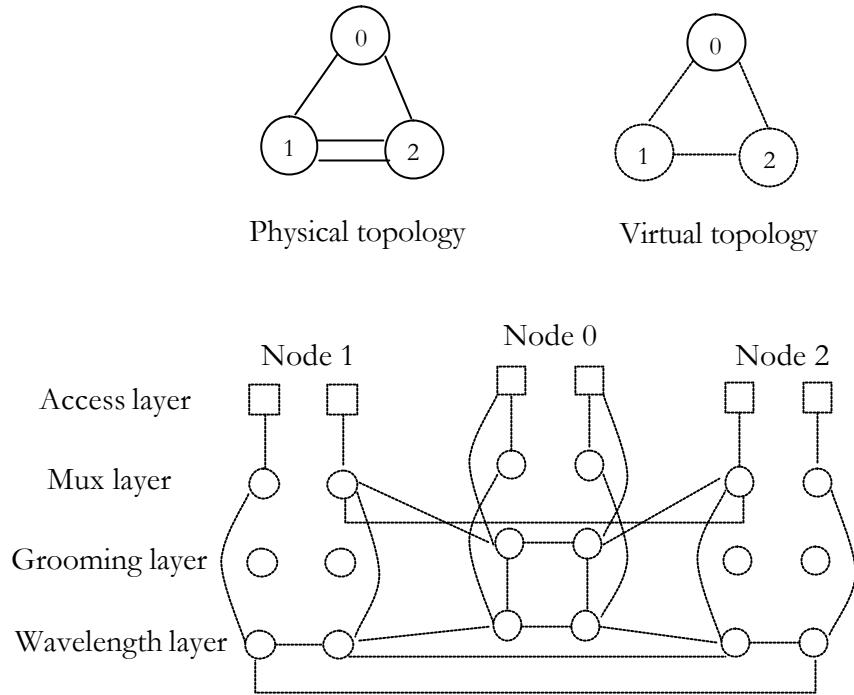 0
0
1
2
1
2
Physical topology
Virtual topology
Node 1
Node 0
Node 2
Access layer
Mux layer
Grooming layer
Wavelength layer